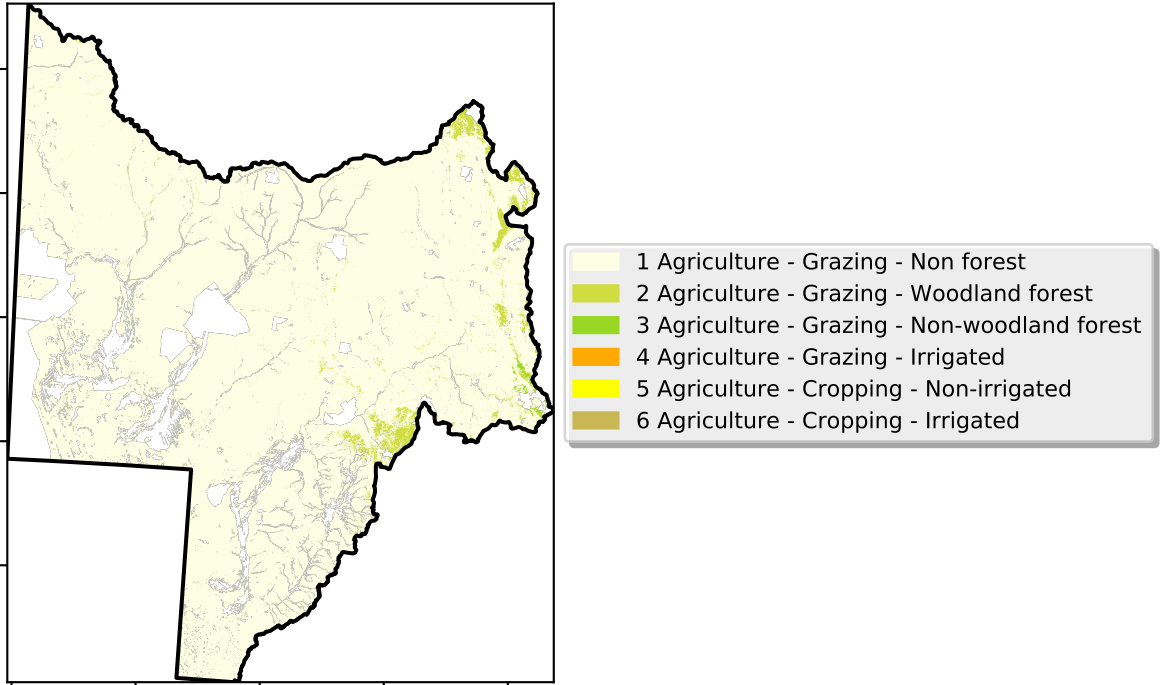 1 Agriculture - Grazing - Non forest
2 Agriculture - Grazing - Woodland forest
3 Agriculture - Grazing - Non-woodland forest
4 Agriculture - Grazing - Irrigated
5 Agriculture - Cropping - Non-irrigated
6 Agriculture - Cropping - Irrigated